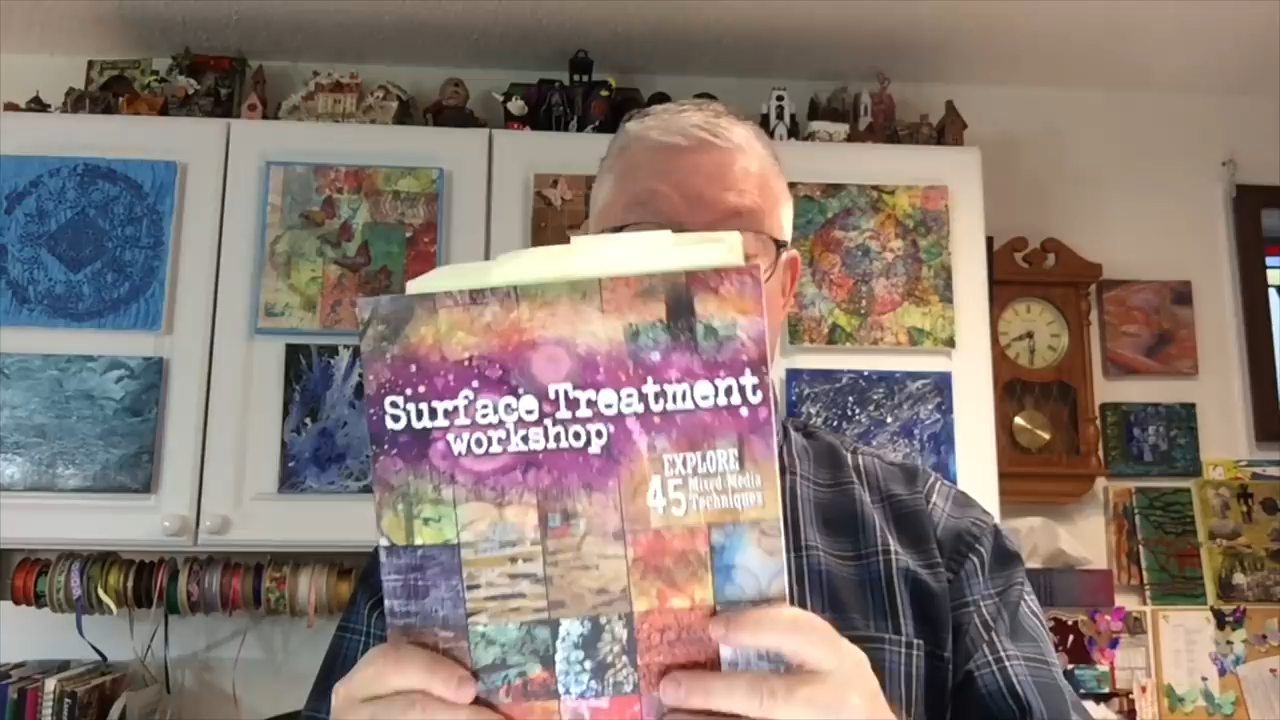 Surface Treatment
workshop
EXPLORE
45 Mixed-Media
Techniques